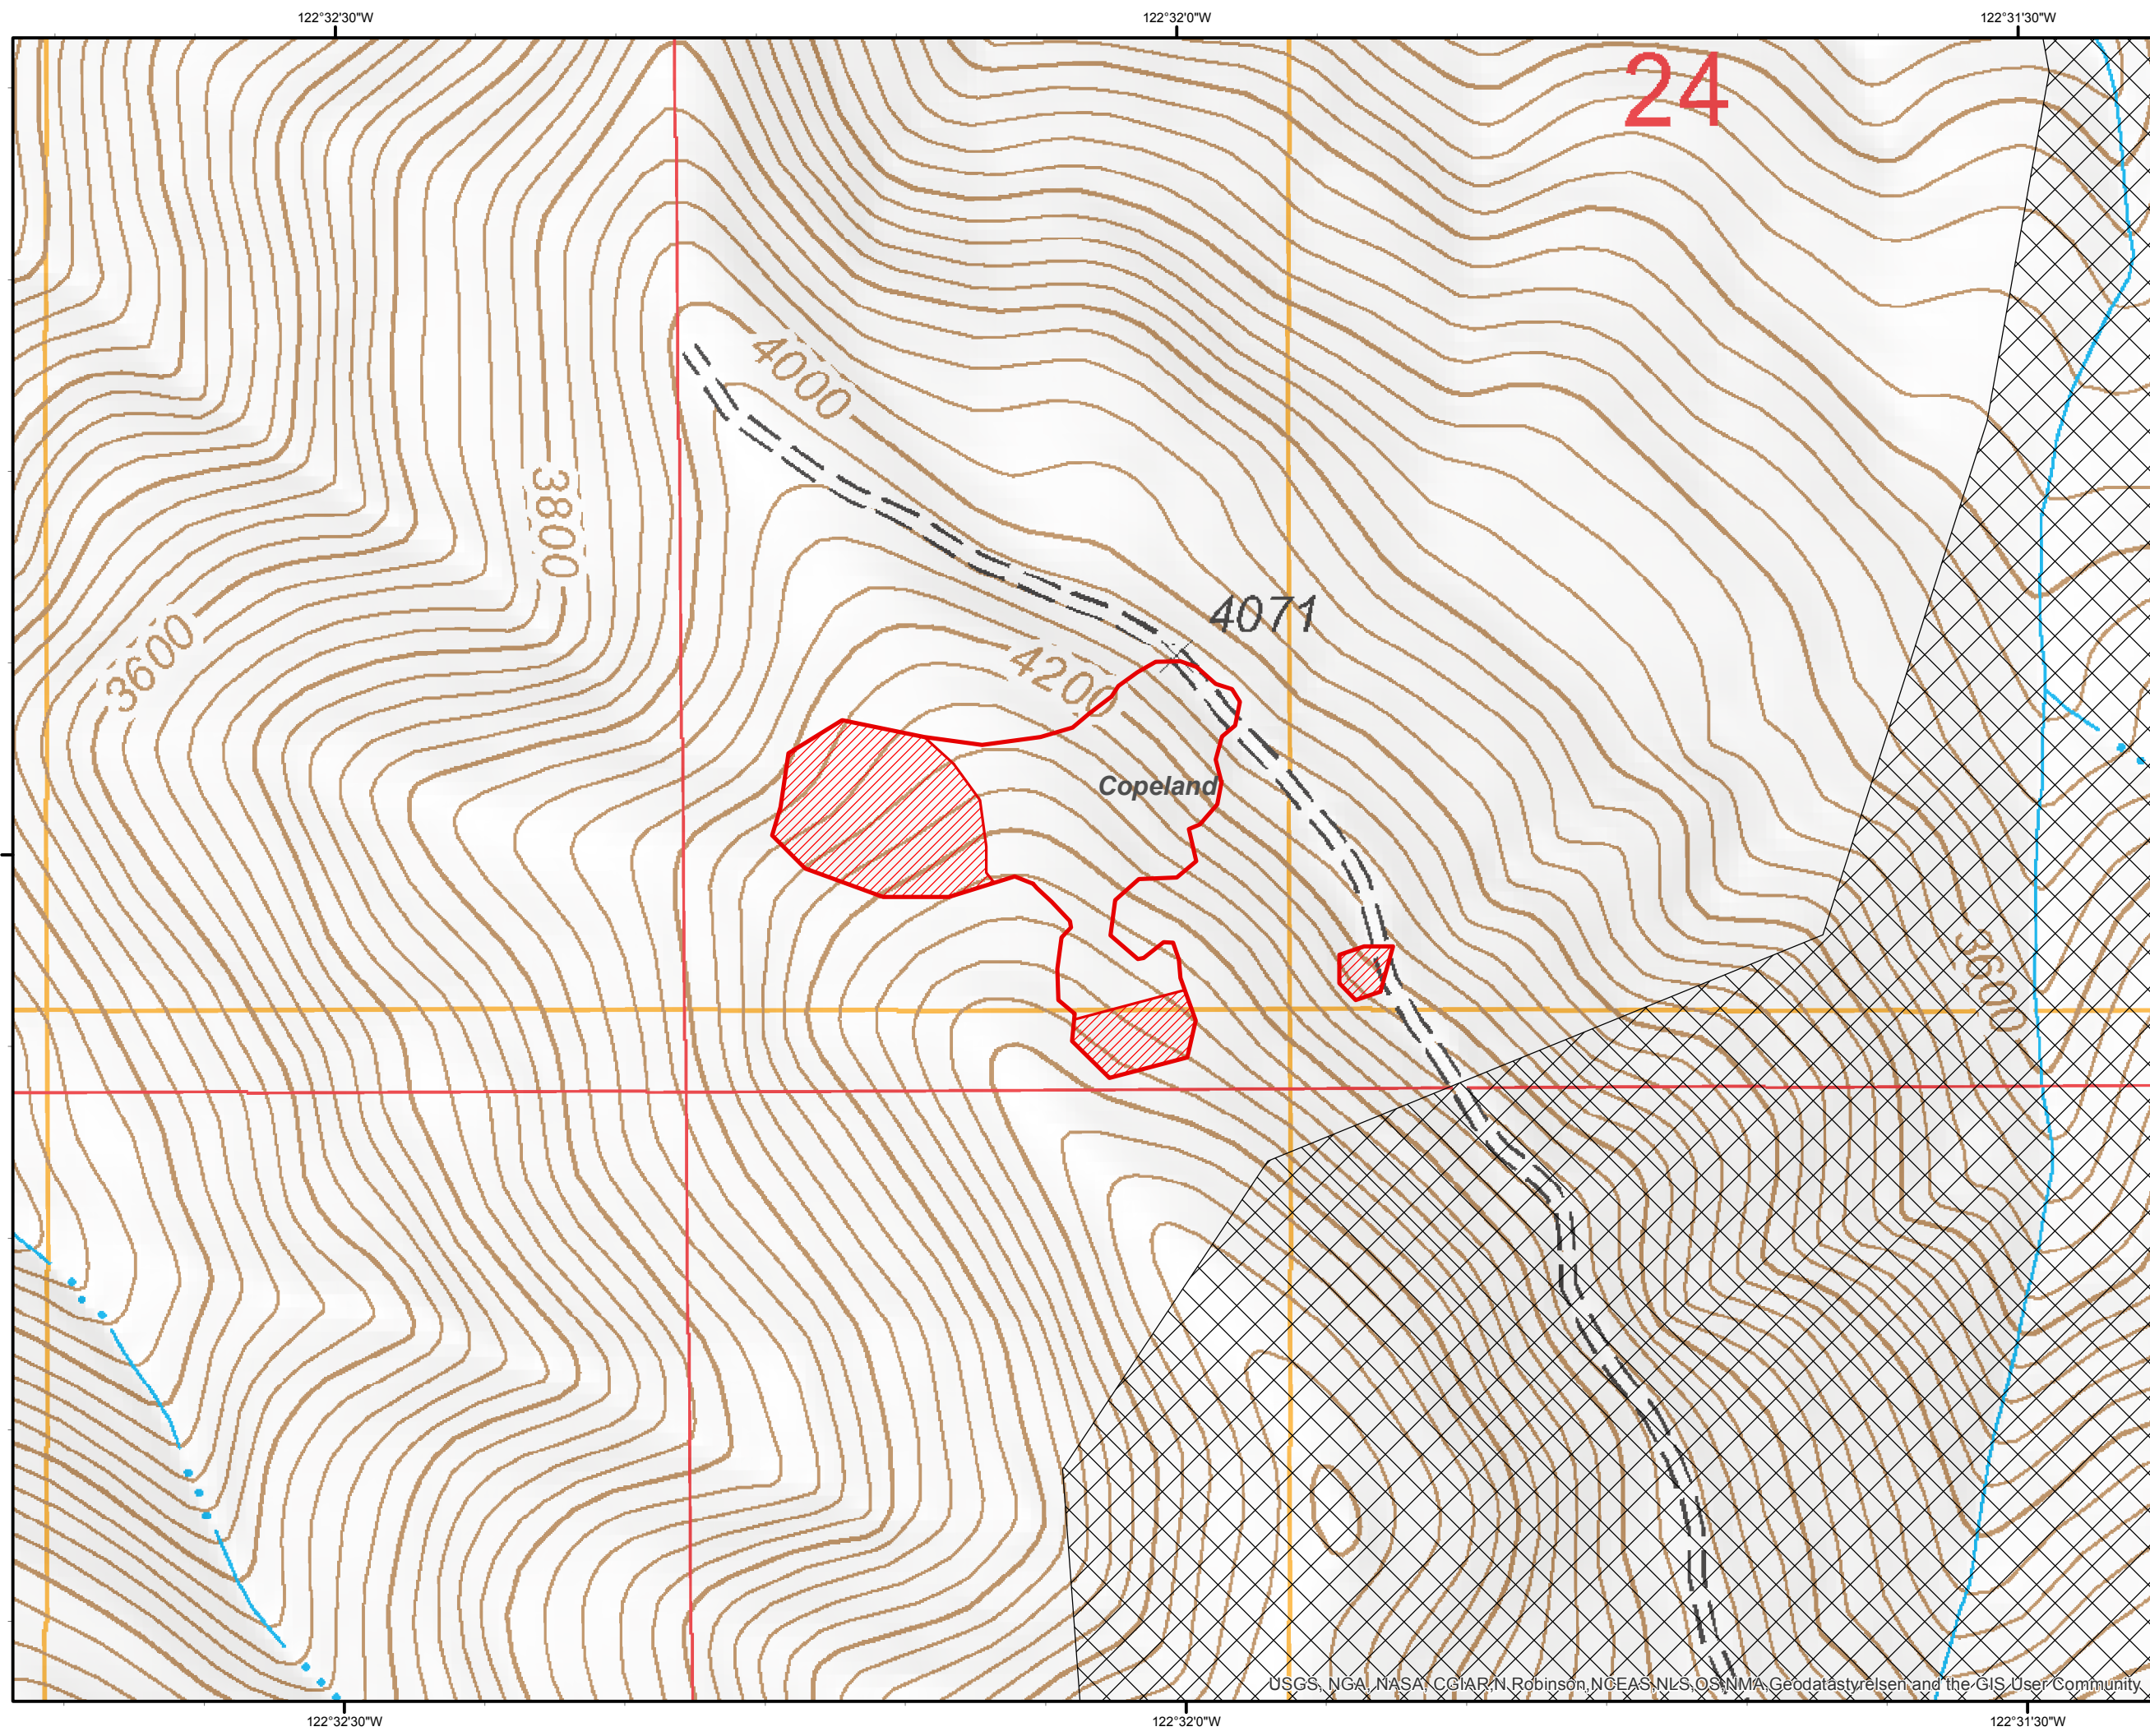 122°32'30"W
122°32'0"W
122°31'30"W
24
4000
3800
4071
3600
4200
Copeland
3600
USGS, NGA, NASA, CGIAR,N Robinson,NCEAS,NLS,OS,NMA,Geodatastyrelsen and the GIS User Community
122°32'30"W
122°32'0"W
122°31'30"W